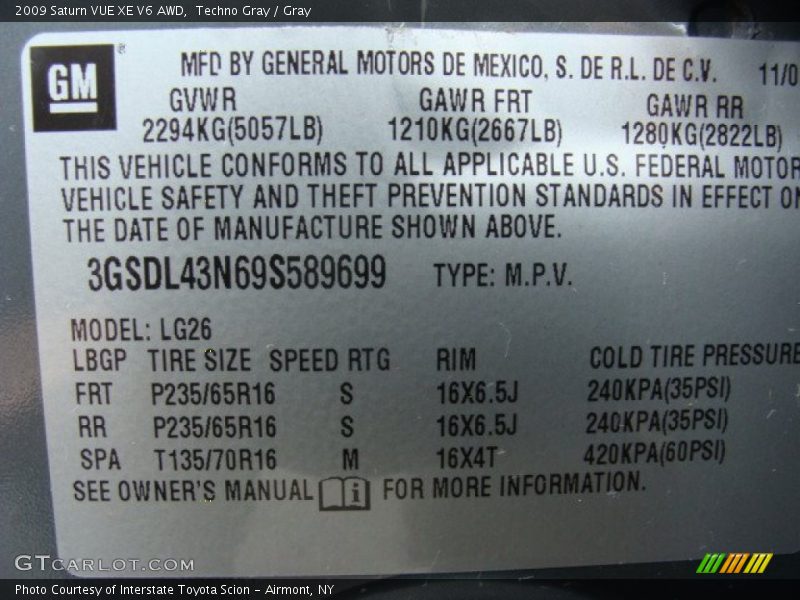 2009 Saturn VUE XE V6 AWD, Techno Gray / Gray
GM
MFD BY GENERAL MOTORS DE MEXICO, S. DE R.L. DE C.V. 11/0
GVWR GAWR FRT GAWR RR
2294KG(5057LB) 1210KG(2667LB) 1280KG(2822LB)
THIS VEHICLE CONFORMS TO ALL APPLICABLE U.S. FEDERAL MOTOR
VEHICLE SAFETY AND THEFT PREVENTION STANDARDS IN EFFECT ON
THE DATE OF MANUFACTURE SHOWN ABOVE.
3GSDL43N69S589699 TYPE: M.P.V.
MODEL: LG26
LBGP TIRE SIZE SPEED RTG RIM COLD TIRE PRESSURE
FRT P235/65R16 S 16X6.5J 240KPA(35PSI)
RR P235/65R16 S 16X6.5J 240KPA(35PSI)
SPA T135/70R16 M 16X4T 420KPA(60PSI)
SEE OWNER'S MANUAL i FOR MORE INFORMATION.
GTCARLOT.COM
Photo Courtesy of Interstate Toyota Scion - Airmont, NY